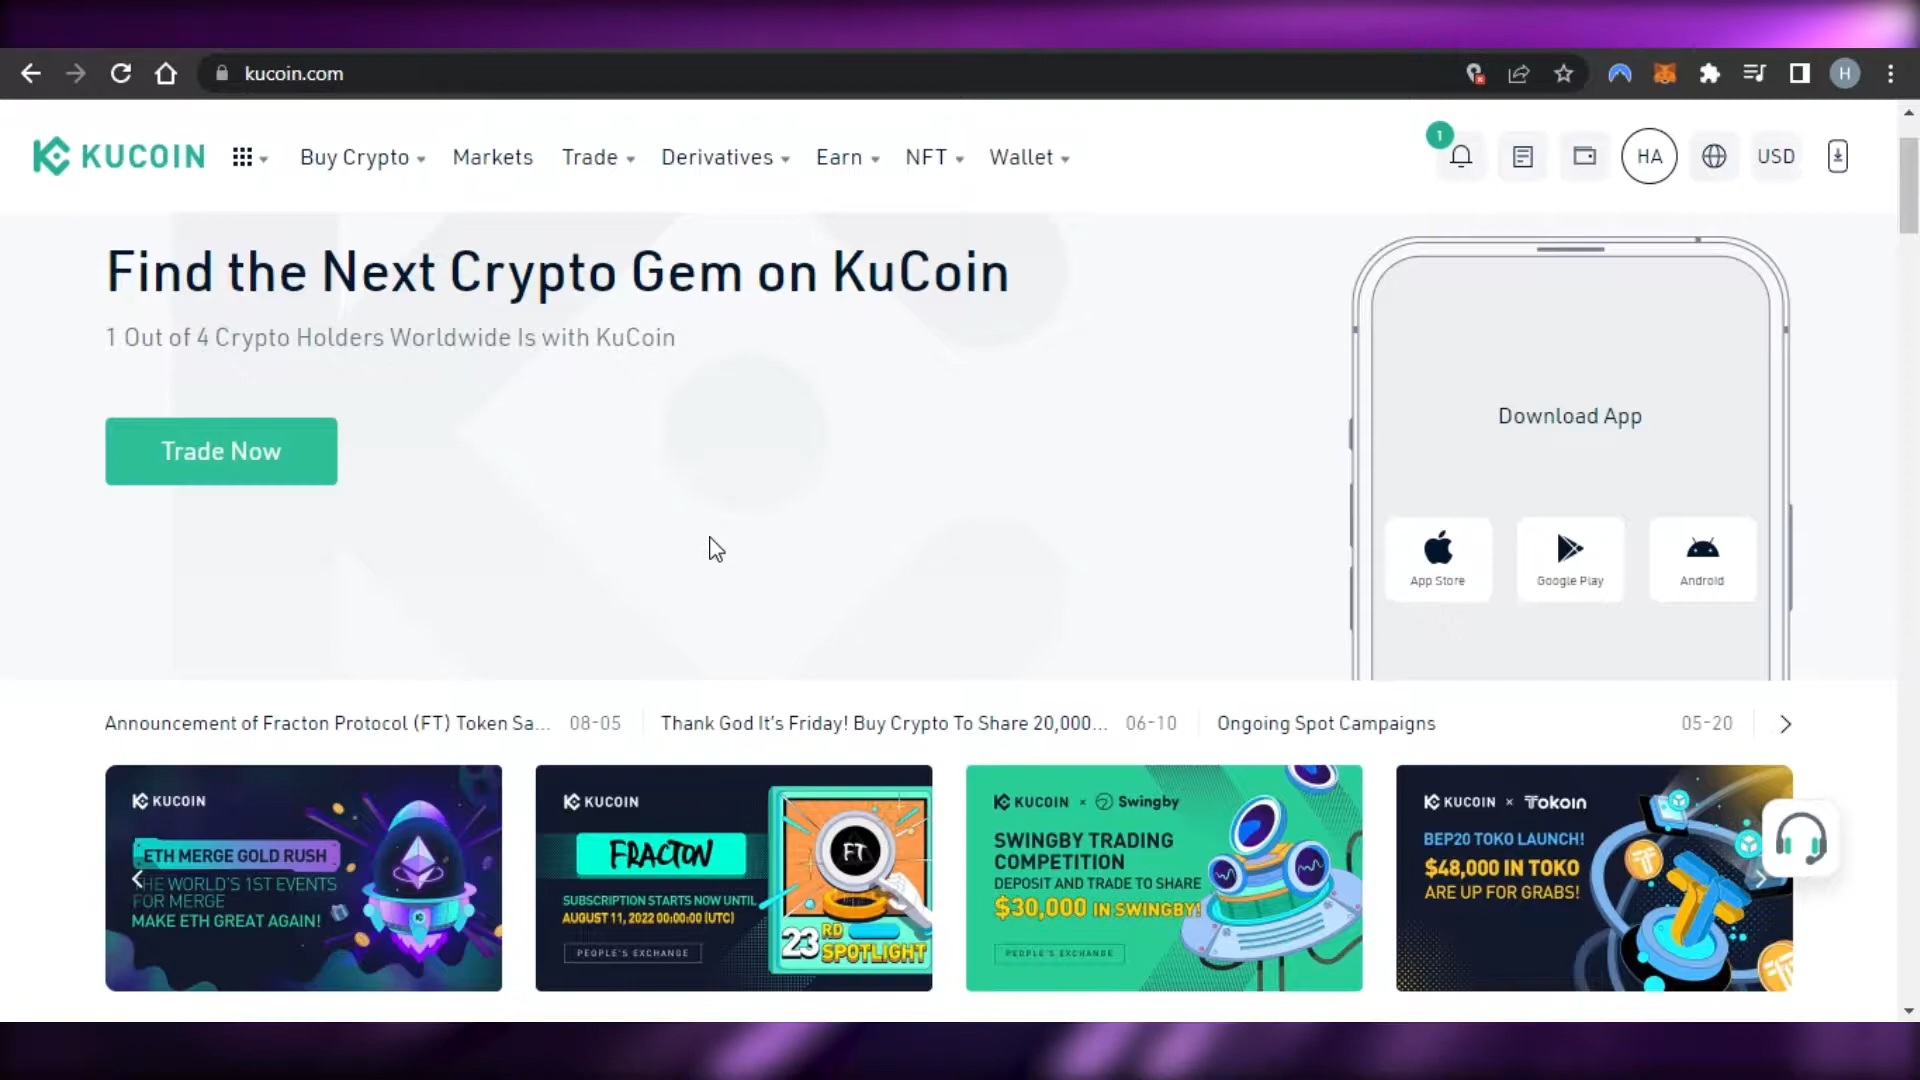 kucoin.com
H
KUCOIN
Buy Crypto
Markets
Trade
Derivatives
Earn
NFT
Wallet
1
HA
USD
Find the Next Crypto Gem on KuCoin
1 Out of 4 Crypto Holders Worldwide Is with KuCoin
Trade Now
Download App
App Store
Google Play
Android
Announcement of Fracton Protocol (FT) Token Sa... 08-05
Thank God It's Friday! Buy Crypto To Share 20,000... 06-10
Ongoing Spot Campaigns 05-20
KUCOIN
ETH MERGE GOLD RUSH
THE WORLD'S 1ST EVENTS
FOR MERGE
MAKE ETH GREAT AGAIN!
KUCOIN
FRACTON
SUBSCRIPTION STARTS NOW UNTIL
AUGUST 11, 2022 00:00:00 (UTC)
PEOPLE'S EXCHANGE
FT
23RD
SPOTLIGHT
KUCOIN × Swingby
SWINGBY TRADING
COMPETITION
DEPOSIT AND TRADE TO SHARE
$30,000 IN SWINGBY!
PEOPLE'S EXCHANGE
KUCOIN × Tokoin
BEP20 TOKO LAUNCH!
$48,000 IN TOKO
ARE UP FOR GRABS!